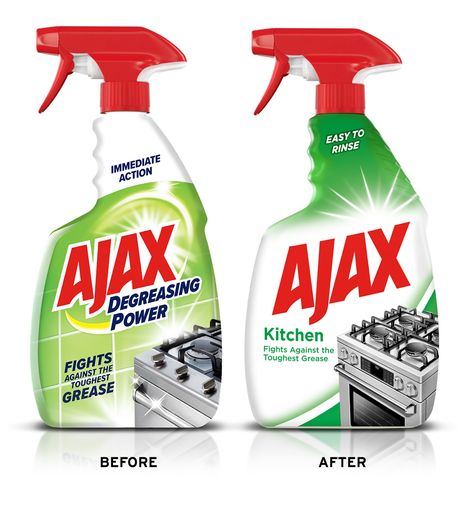 IMMEDIATE
ACTION
AJAX
DEGREASING
POWER
FIGHTS
AGAINST THE
TOUGHEST
GREASE
BEFORE
EASY TO
RINSE
AJAX
Kitchen
Fights Against the
Toughest Grease
AFTER